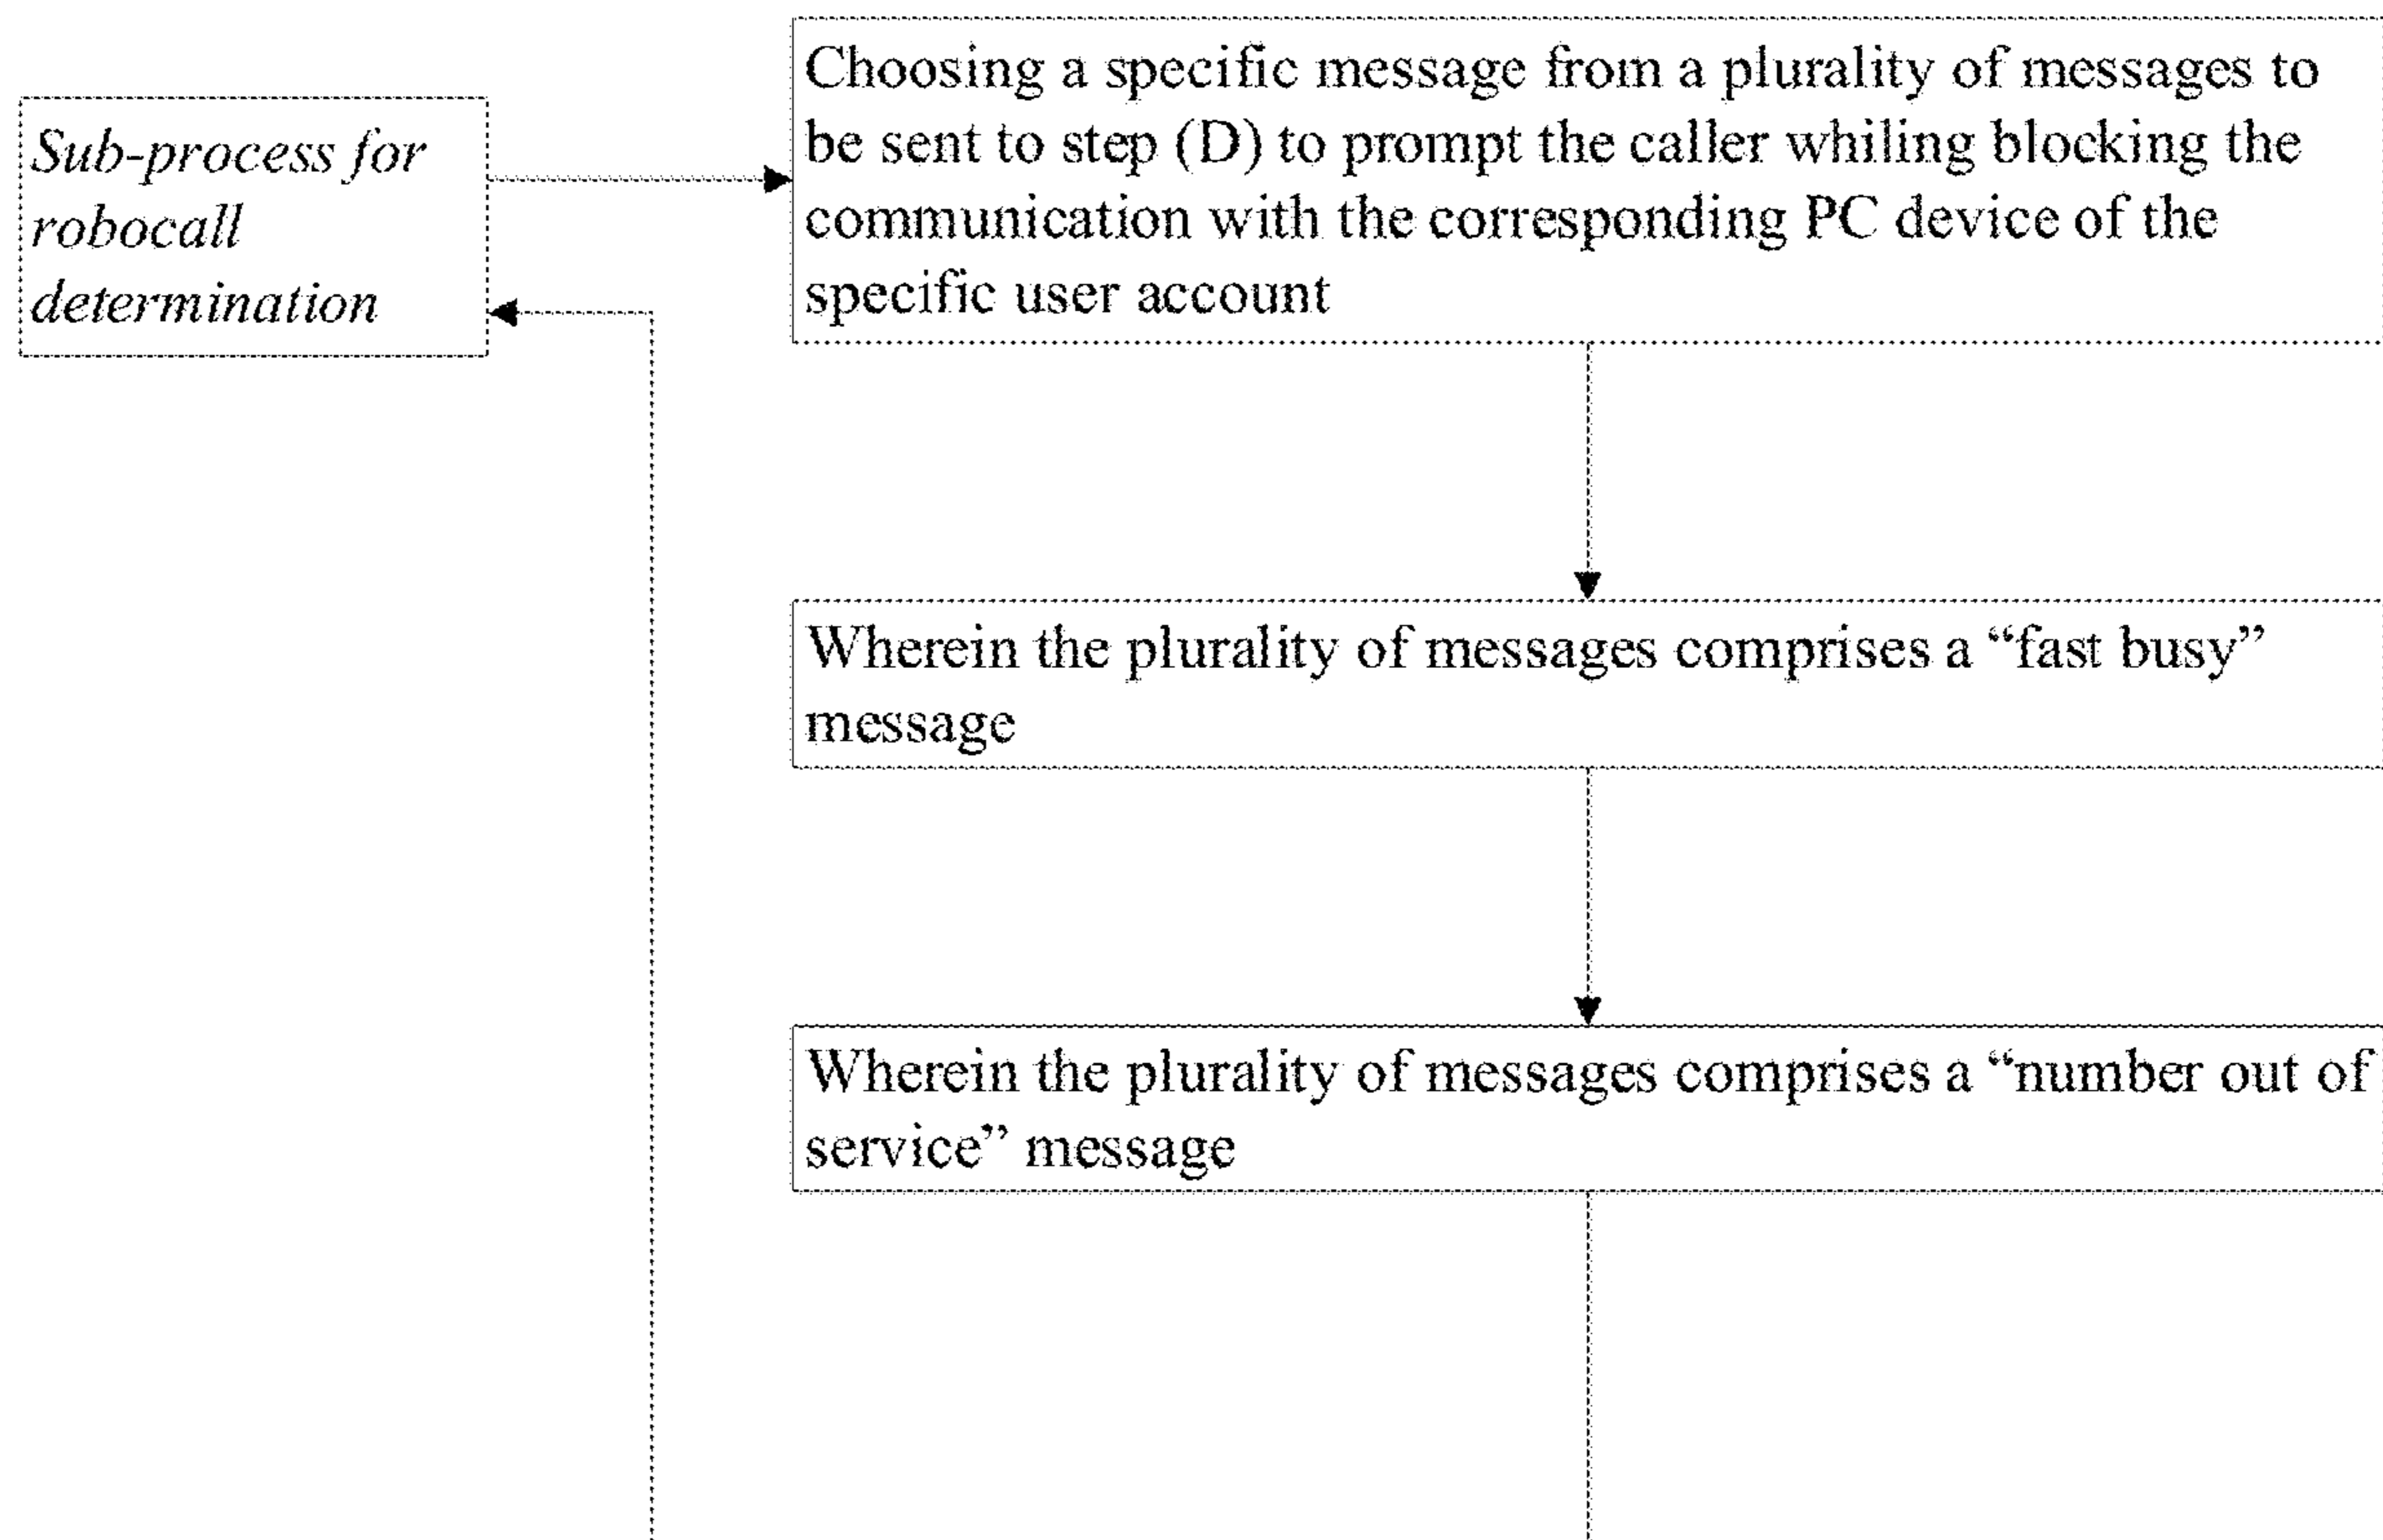 Sub-process for
robocall
determination
Choosing a specific message from a plurality of messages to
be sent to step (D) to prompt the caller whiling blocking the
communication with the corresponding PC device of the
specific user account
Wherein the plurality of messages comprises a “fast busy”
message
Wherein the plurality of messages comprises a “number out of
service” message